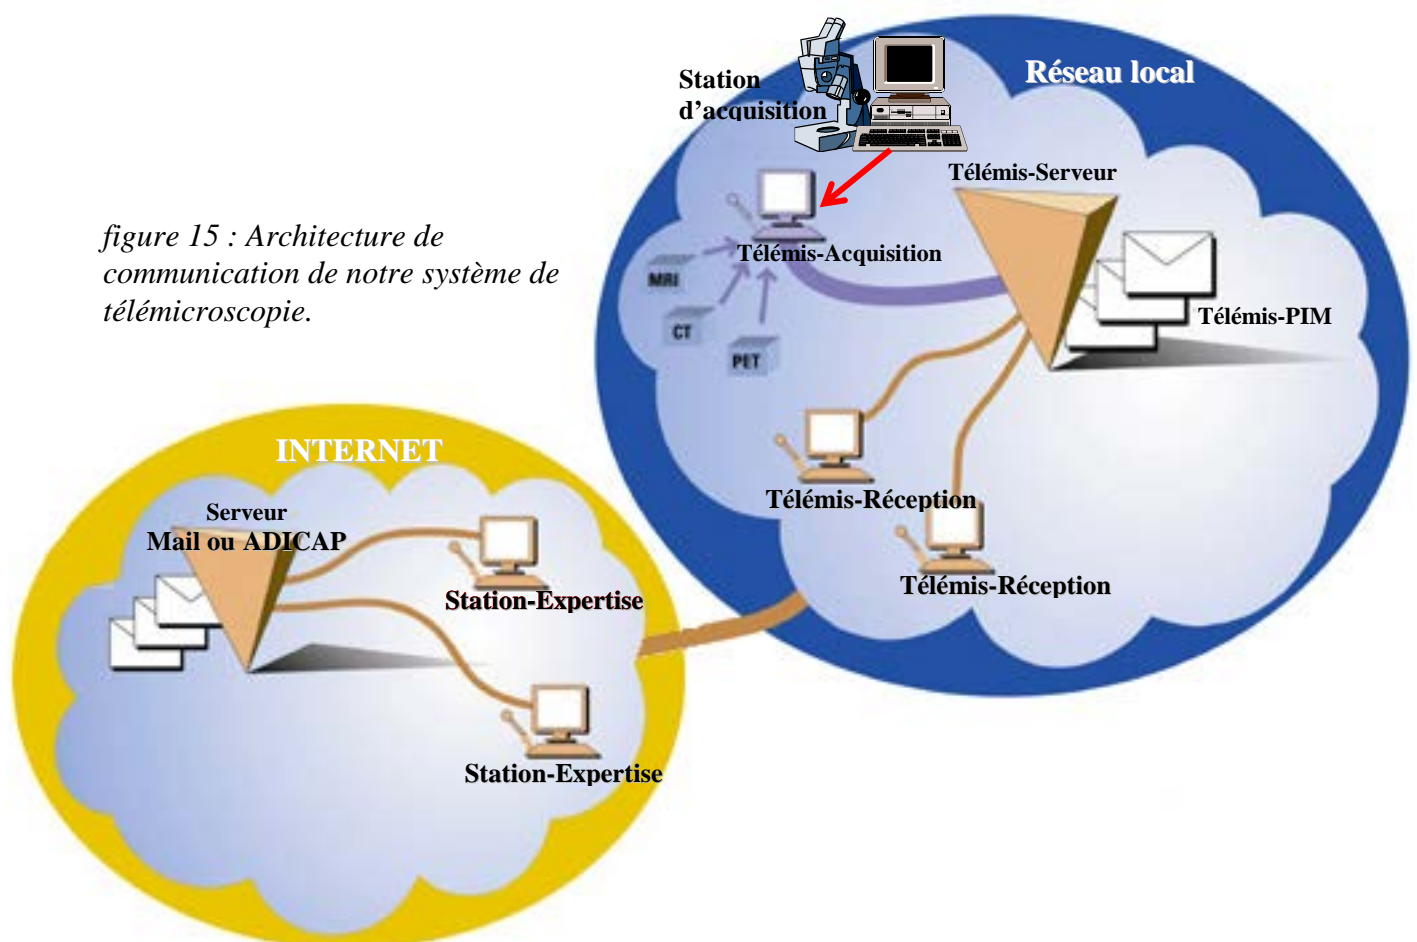 Réseau local
Station
d'acquisition
Télémis-Serveur
figure 15 : Architecture de
communication de notre système de
télémicroscopie.
Télémis-Acquisition
MRI
CT
PET
Télémis-PIM
INTERNET
Télémis-Réception
Serveur
Mail ou ADICAP
Télémis-Réception
Station-Expertise
Station-Expertise